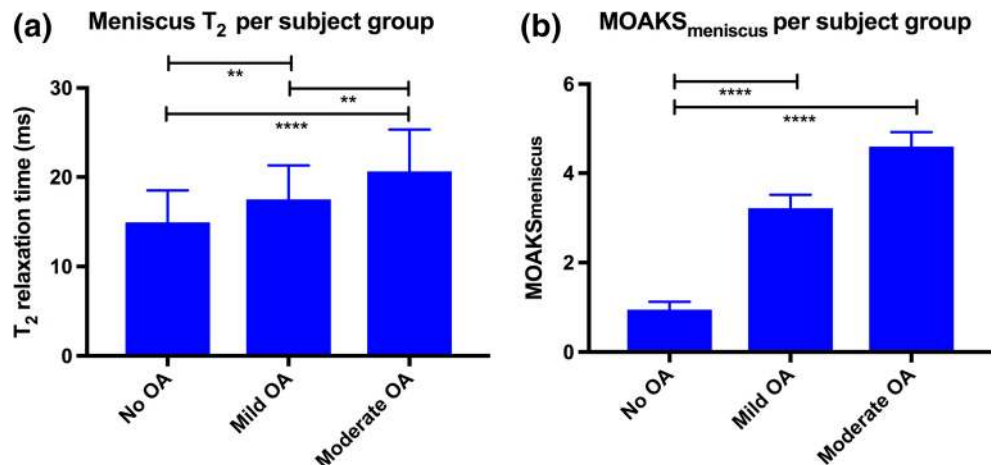 (a)
Meniscus T₂ per subject group
**
**
****
30
20
10
0
T₂ relaxation time (ms)
No OA
Mild OA
Moderate OA
(b)
MOAKSmeniscus per subject group
****
****
6
4
2
0
MOAKSmeniscus
No OA
Mild OA
Moderate OA